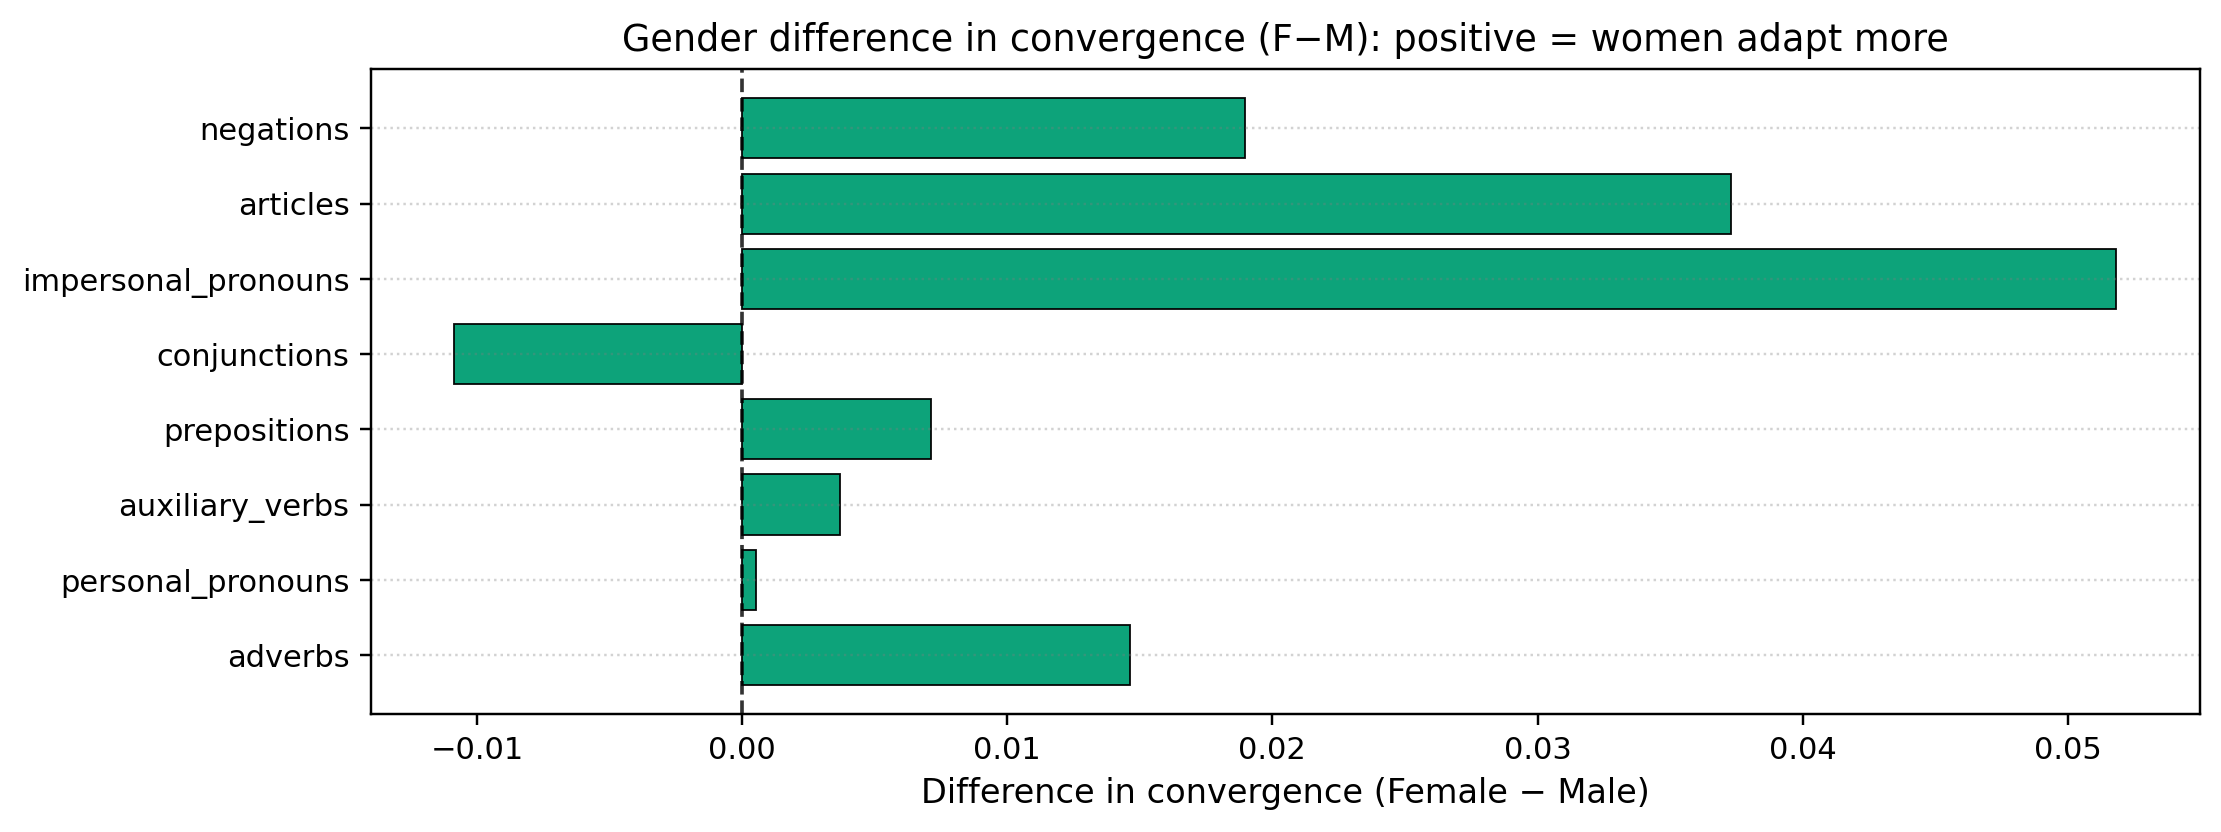 Gender difference in convergence (F−M): positive = women adapt more
negations
articles
impersonal_pronouns
conjunctions
prepositions
auxiliary_verbs
personal_pronouns
adverbs
−0.01 0.00 0.01 0.02 0.03 0.04 0.05
Difference in convergence (Female − Male)